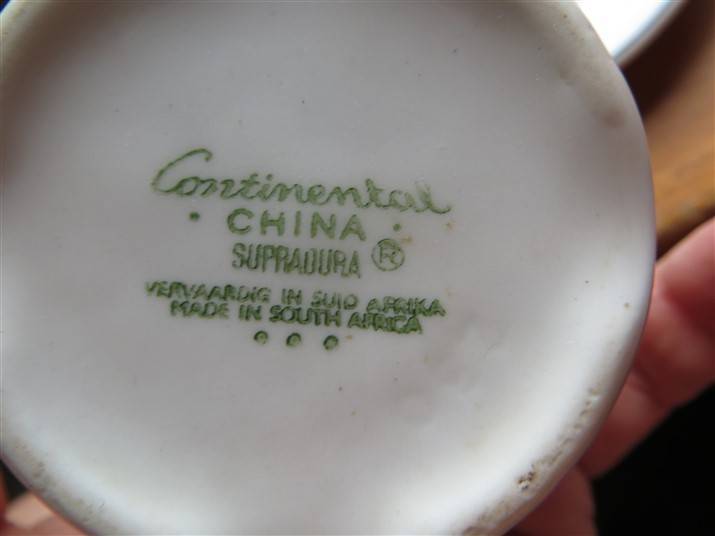 Continental
• CHINA •
SUPRADURA ®
VERVAARDIG IN SUID AFRIKA
MADE IN SOUTH AFRICA